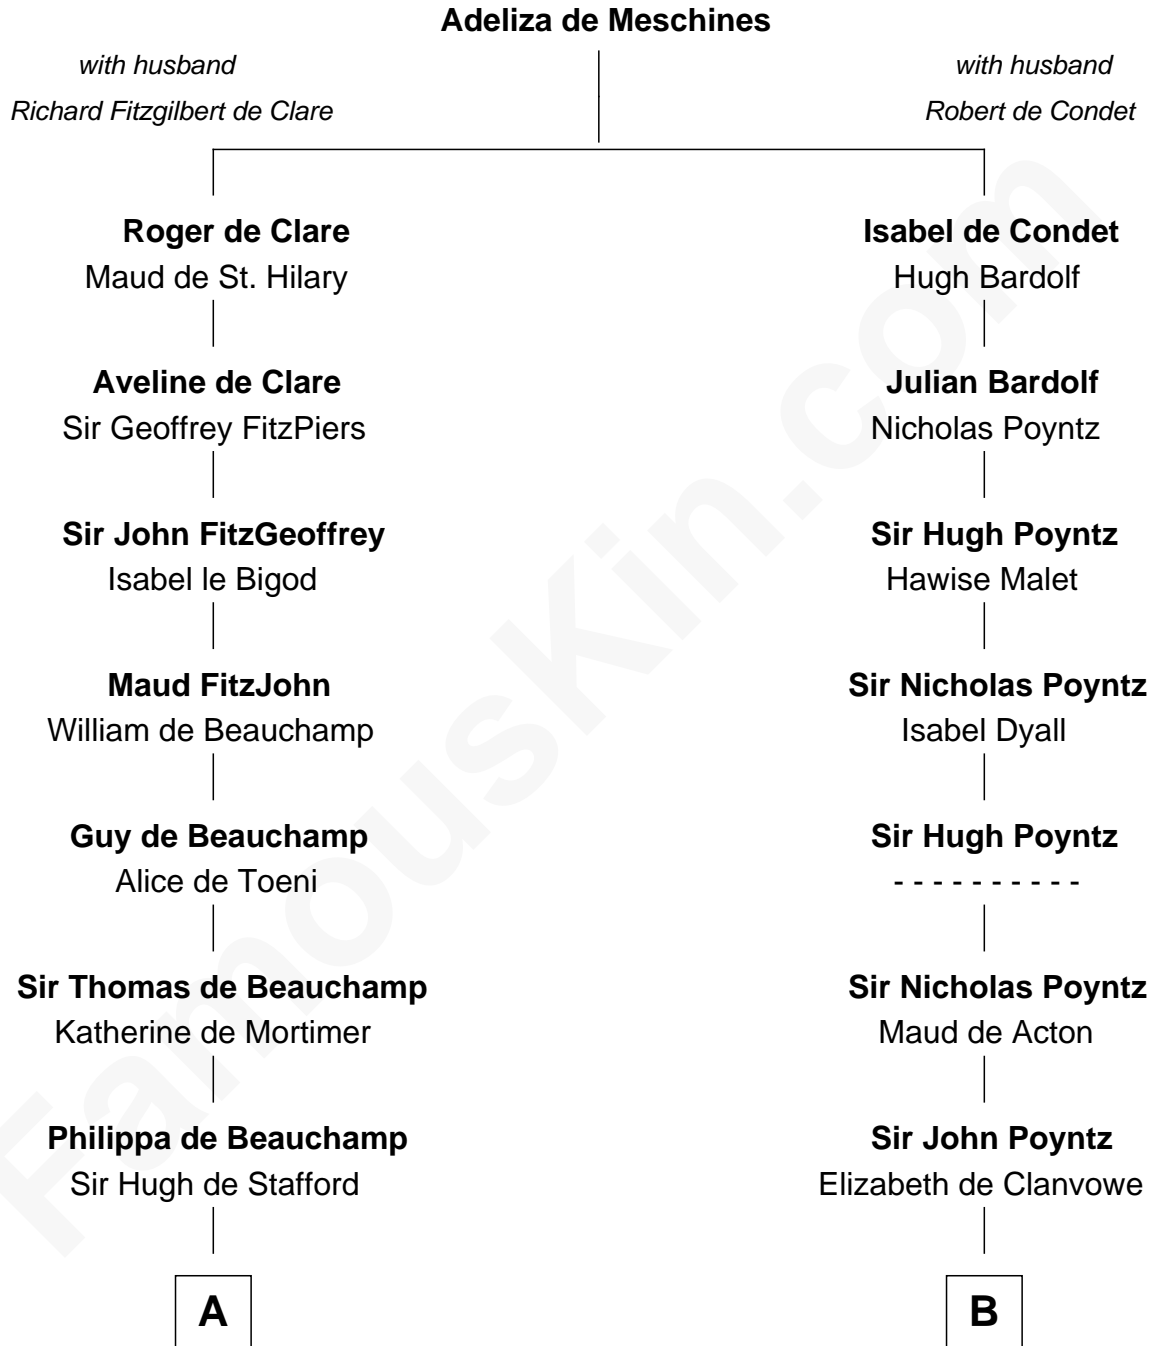 Adeliza de Meschines
with husband
Richard Fitzgilbert de Clare
with husband
Robert de Condet
Roger de Clare
Maud de St. Hilary
Isabel de Condet
Hugh Bardolf
Aveline de Clare
Sir Geoffrey FitzPiers
Julian Bardolf
Nicholas Poyntz
Sir John FitzGeoffrey
Isabel le Bigod
Sir Hugh Poyntz
Hawise Malet
Maud FitzJohn
William de Beauchamp
Sir Nicholas Poyntz
Isabel Dyall
Guy de Beauchamp
Alice de Toeni
Sir Hugh Poyntz
- - - - - - - - - -
Sir Thomas de Beauchamp
Katherine de Mortimer
Sir Nicholas Poyntz
Maud de Acton
Philippa de Beauchamp
Sir Hugh de Stafford
Sir John Poyntz
Elizabeth de Clanvowe
A
B
FamousKin.com